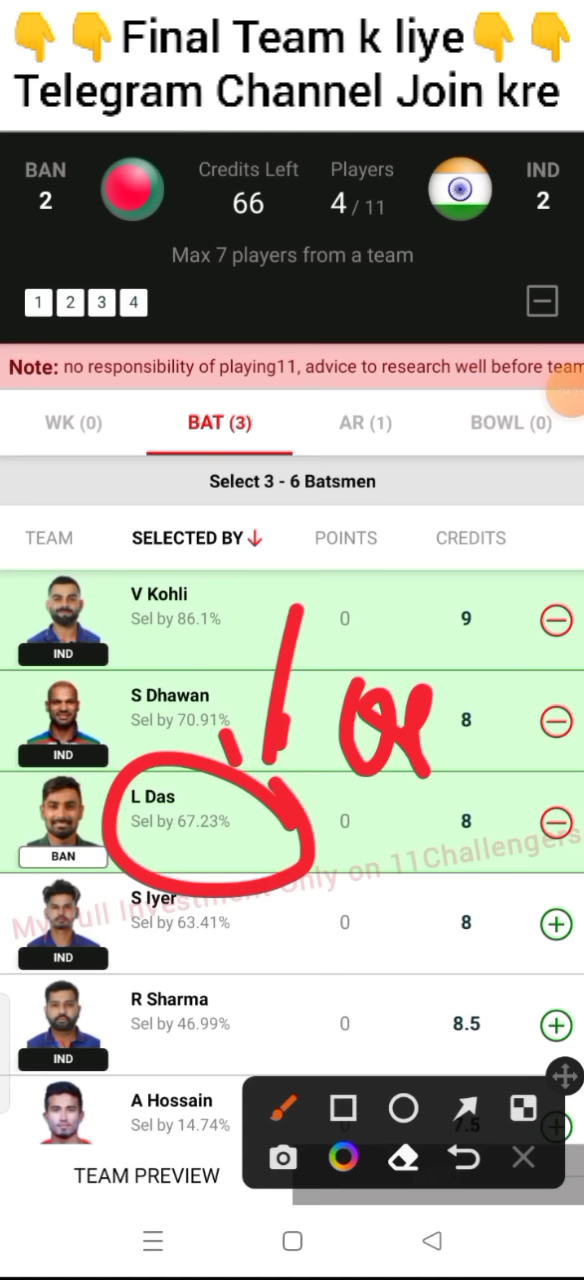 👇👇Final Team k liye👇👇
Telegram Channel Join kre
BAN Credits Left Players IND
2 66 4 / 11 2
Max 7 players from a team
1 2 3 4
Note: no responsibility of playing11, advice to research well before team
WK (0) BAT (3) AR (1) BOWL (0)
Select 3 - 6 Batsmen
TEAM SELECTED BY POINTS CREDITS
V Kohli
Sel by 86.1% 0 9
IND
S Dhawan
Sel by 70.91% 8
IND
L Das
Sel by 67.23% 0 8
BAN
My Full Investment Only on 11Challengers
S Iyer
Sel by 63.41% 0 8
IND
R Sharma
Sel by 46.99% 0 8.5
IND
A Hossain
Sel by 14.74% 0 7.5
TEAM PREVIEW